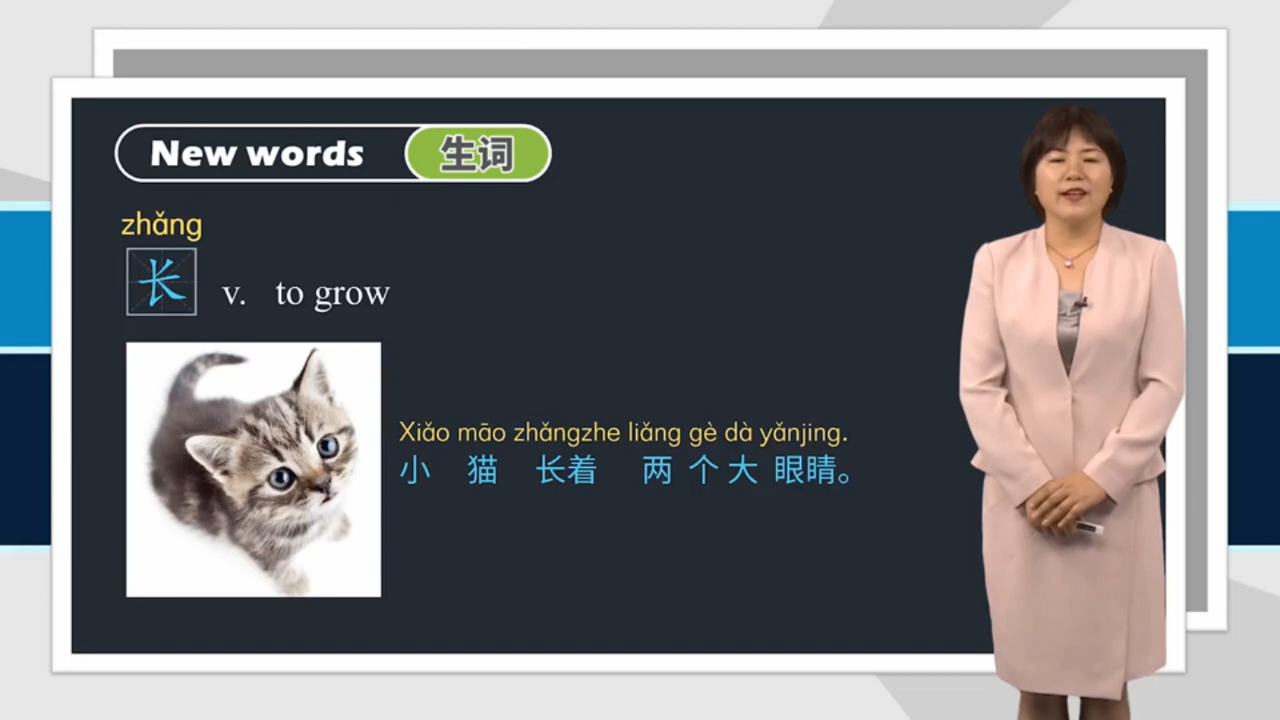 New words 生词
zhǎng
长 v. to grow
Xiǎo māo zhǎngzhe liǎng gè dà yǎnjing.
小 猫 长着 两 个 大 眼睛。